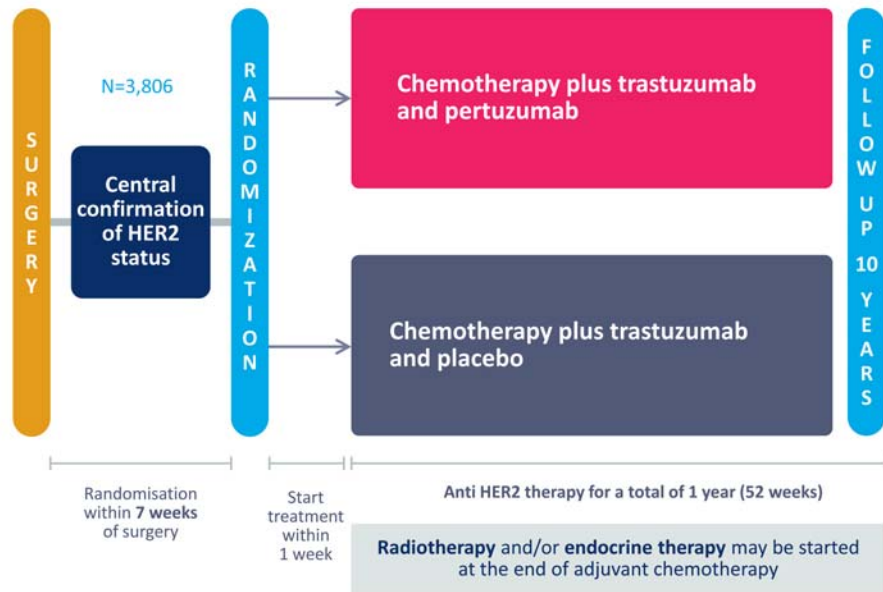 SURGERY
N=3,806
Central
confirmation
of HER2
status
RANDOMIZATION
Chemotherapy plus trastuzumab
and pertuzumab
Chemotherapy plus trastuzumab
and placebo
FOLLOW UP 10 YEARS
Randomisation
within 7 weeks
of surgery
Start
treatment
within
1 week
Anti HER2 therapy for a total of 1 year (52 weeks)
Radiotherapy and/or endocrine therapy may be started
at the end of adjuvant chemotherapy